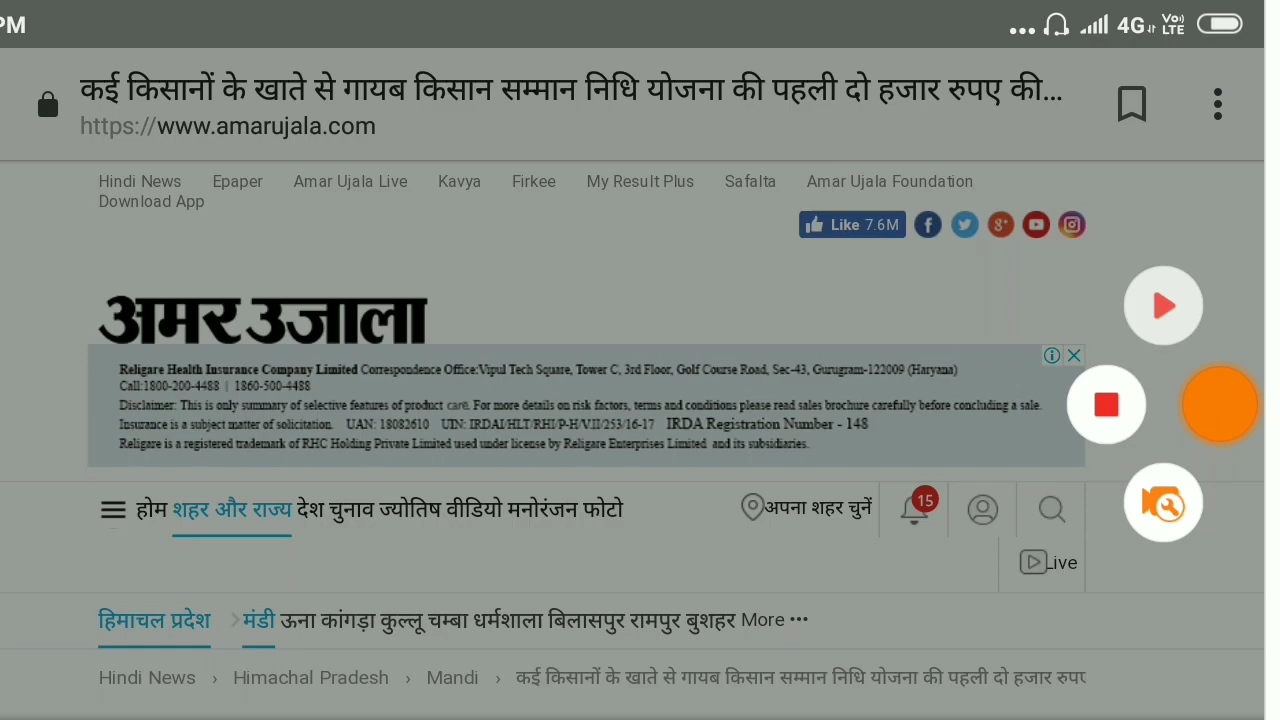 PM
4G VoLTE
कई किसानों के खाते से गायब किसान सम्मान निधि योजना की पहली दो हजार रुपए की...
https://www.amarujala.com
Hindi News Epaper Amar Ujala Live Kavya Firkee My Result Plus Safalta Amar Ujala Foundation
Download App
Like 7.6M
अमर उजाला
Religare Health Insurance Company Limited Correspondence Office:Vipul Tech Square, Tower C, 3rd Floor, Golf Course Road, Sec-43, Gurugram-122009 (Haryana)
Call:1800-200-4488 | 1860-500-4488
Disclaimer: This is only summary of selective features of product care. For more details on risk factors, terms and conditions please read sales brochure carefully before concluding a sale.
Insurance is a subject matter of solicitation. UAN: 18082610 UIN: IRDAI/HLT/RHI/P-H/V.II/253/16-17 IRDA Registration Number - 148
Religare is a registered trademark of RHC Holding Private Limited used under license by Religare Enterprises Limited and its subsidiaries.
होम शहर और राज्य देश चुनाव ज्योतिष वीडियो मनोरंजन फोटो अपना शहर चुनें 15
Live
हिमाचल प्रदेश मंडी ऊना कांगड़ा कुल्लू चम्बा धर्मशाला बिलासपुर रामपुर बुशहर More •••
Hindi News › Himachal Pradesh › Mandi › कई किसानों के खाते से गायब किसान सम्मान निधि योजना की पहली दो हजार रुपए